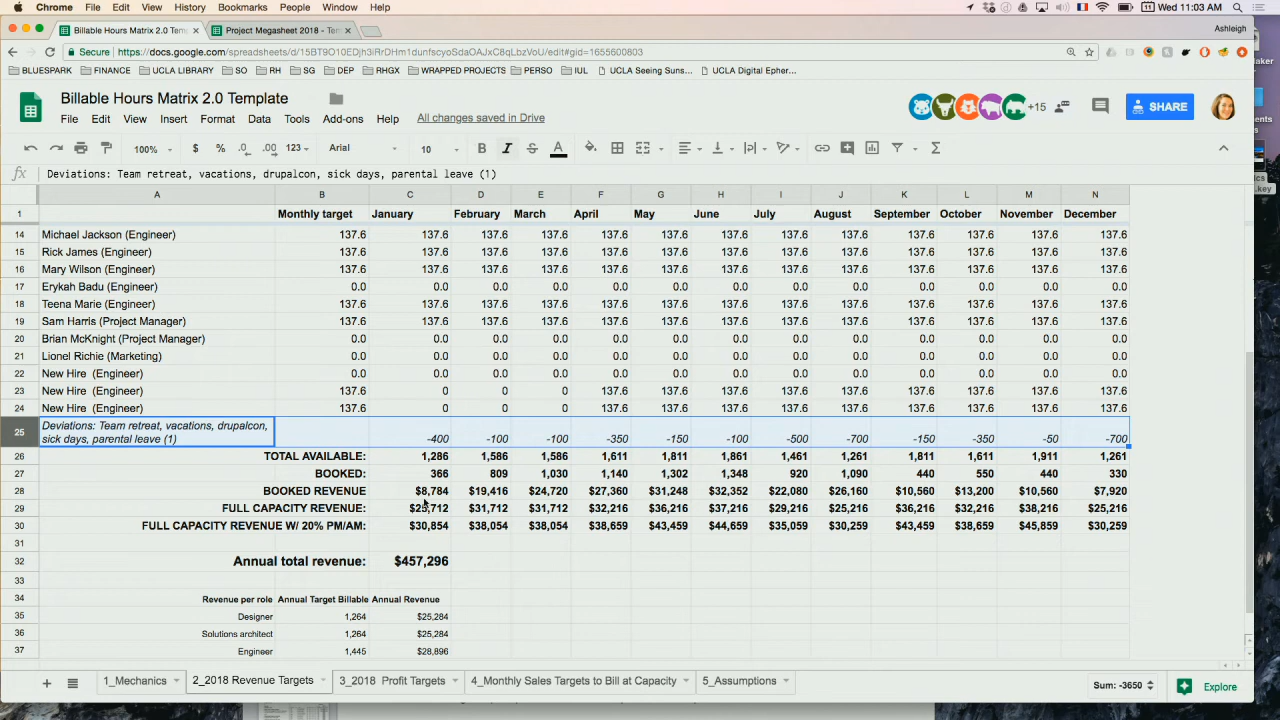 Chrome File Edit View History Bookmarks People Window Help 11 Wed 11:03 AM
Billable Hours Matrix 2.0 Temp × Project Megasheet 2018 - Tem × Ashleigh
Secure https://docs.google.com/spreadsheets/d/15BT9O10EDjh3iRrDHm1dunfscyoSdaOAJxC8qLbzVoU/edit#gid=1655600803
BLUESPARK FINANCE UCLA LIBRARY SO RH SG DEP RHGX WRAPPED PROJECTS PERSO IUL UCLA Seeing Suns... UCLA Digital Epher...
Billable Hours Matrix 2.0 Template +15 SHARE
File Edit View Insert Format Data Tools Add-ons Help All changes saved in Drive
100% $ % .0 .00 123 Arial 10 B I S A
fx Deviations: Team retreat, vacations, drupalcon, sick days, parental leave (1)
A B C D E F G H I J K L M N
1 Monthly target January February March April May June July August September October November December
14 Michael Jackson (Engineer) 137.6 137.6 137.6 137.6 137.6 137.6 137.6 137.6 137.6 137.6 137.6 137.6 137.6
15 Rick James (Engineer) 137.6 137.6 137.6 137.6 137.6 137.6 137.6 137.6 137.6 137.6 137.6 137.6 137.6
16 Mary Wilson (Engineer) 137.6 137.6 137.6 137.6 137.6 137.6 137.6 137.6 137.6 137.6 137.6 137.6 137.6
17 Erykah Badu (Engineer) 0.0 0.0 0.0 0.0 0.0 0.0 0.0 0.0 0.0 0.0 0.0 0.0 0.0
18 Teena Marie (Engineer) 137.6 137.6 137.6 137.6 137.6 137.6 137.6 137.6 137.6 137.6 137.6 137.6 137.6
19 Sam Harris (Project Manager) 137.6 137.6 137.6 137.6 137.6 137.6 137.6 137.6 137.6 137.6 137.6 137.6 137.6
20 Brian McKnight (Project Manager) 0.0 0.0 0.0 0.0 0.0 0.0 0.0 0.0 0.0 0.0 0.0 0.0 0.0
21 Lionel Richie (Marketing) 0.0 0.0 0.0 0.0 0.0 0.0 0.0 0.0 0.0 0.0 0.0 0.0 0.0
22 New Hire (Engineer) 0.0 0.0 0.0 0.0 0.0 0.0 0.0 0.0 0.0 0.0 0.0 0.0 0.0
23 New Hire (Engineer) 137.6 0 0 0 137.6 137.6 137.6 137.6 137.6 137.6 137.6 137.6 137.6
24 New Hire (Engineer) 137.6 0 0 0 137.6 137.6 137.6 137.6 137.6 137.6 137.6 137.6 137.6
25 Deviations: Team retreat, vacations, drupalcon,
sick days, parental leave (1) -400 -100 -100 -350 -150 -100 -500 -700 -150 -350 -50 -700
26 TOTAL AVAILABLE: 1,286 1,586 1,586 1,611 1,811 1,861 1,461 1,261 1,811 1,611 1,911 1,261
27 BOOKED: 366 809 1,030 1,140 1,302 1,348 920 1,090 440 550 440 330
28 BOOKED REVENUE $8,784 $19,416 $24,720 $27,360 $31,248 $32,352 $22,080 $26,160 $10,560 $13,200 $10,560 $7,920
29 FULL CAPACITY REVENUE: $25,712 $31,712 $31,712 $32,216 $36,216 $37,216 $29,216 $25,216 $36,216 $32,216 $38,216 $25,216
30 FULL CAPACITY REVENUE W/ 20% PM/AM: $30,854 $38,054 $38,054 $38,659 $43,459 $44,659 $35,059 $30,259 $43,459 $38,659 $45,859 $30,259
31
32 Annual total revenue: $457,296
33
34 Revenue per role Annual Target Billable Annual Revenue
35 Designer 1,264 $25,284
36 Solutions architect 1,264 $25,284
37 Engineer 1,445 $28,896
1_Mechanics 2_2018 Revenue Targets 3_2018 Profit Targets 4_Monthly Sales Targets to Bill at Capacity 5_Assumptions Sum: -3650 Explore